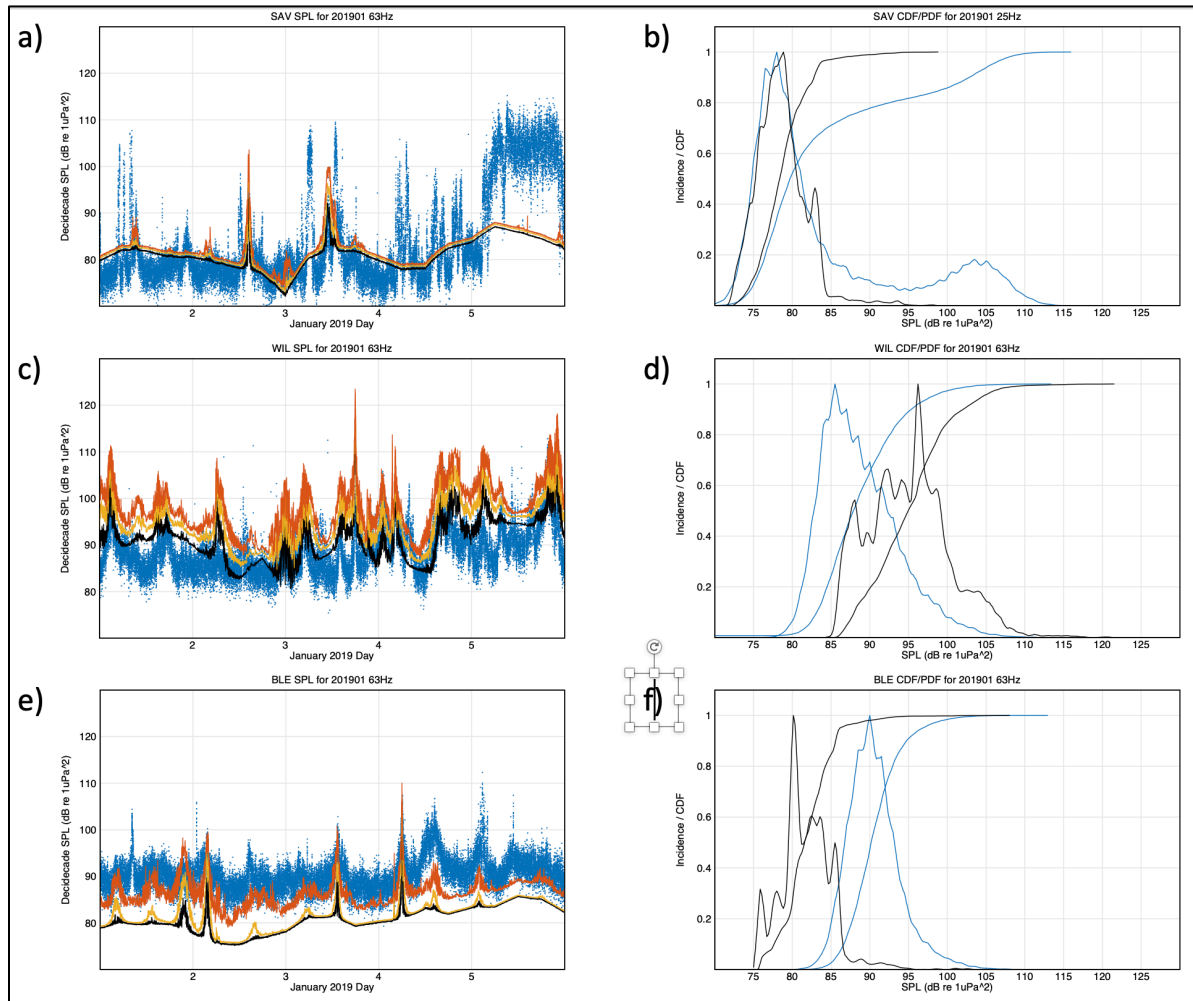 a)
SAV SPL for 201901 63Hz
Decidecade SPL (dB re 1uPa^2)
120
110
100
90
80
2
3
4
5
January 2019 Day
b)
SAV CDF/PDF for 201901 25Hz
Incidence / CDF
1
0.8
0.6
0.4
0.2
75 80 85 90 95 100 105 110 115 120 125
SPL (dB re 1uPa^2)
c)
WIL SPL for 201901 63Hz
Decidecade SPL (dB re 1uPa^2)
120
110
100
90
80
2
3
4
5
January 2019 Day
d)
WIL CDF/PDF for 201901 63Hz
Incidence / CDF
1
0.8
0.6
0.4
0.2
75 80 85 90 95 100 105 110 115 120 125
SPL (dB re 1uPa^2)
e)
BLE SPL for 201901 63Hz
Decidecade SPL (dB re 1uPa^2)
120
110
100
90
80
2
3
4
5
January 2019 Day
f)
BLE CDF/PDF for 201901 63Hz
Incidence / CDF
1
0.8
0.6
0.4
0.2
75 80 85 90 95 100 105 110 115 120 125
SPL (dB re 1uPa^2)